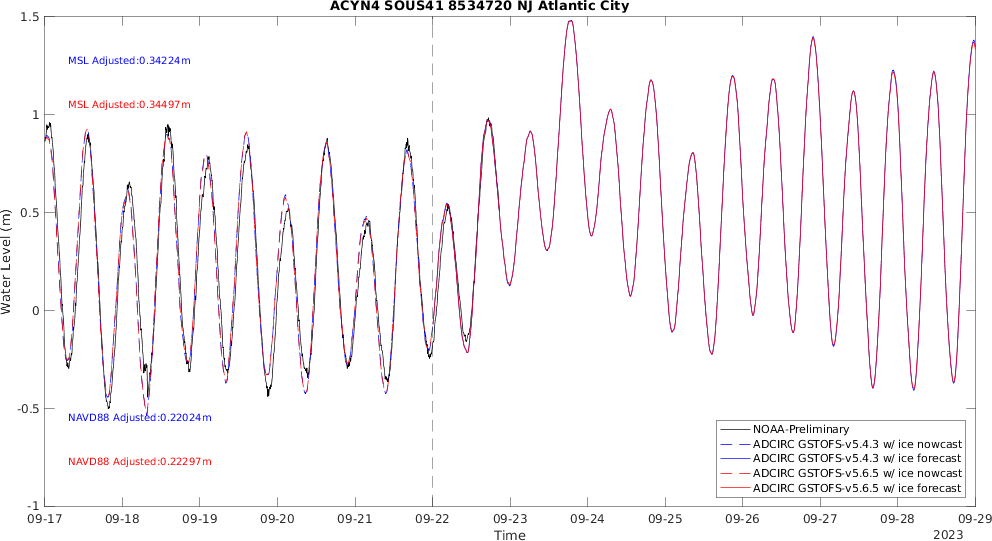 ACYN4 SOUS41 8534720 NJ Atlantic City
1.5
MSL Adjusted:0.34224m
MSL Adjusted:0.34497m
1
0.5
Water Level (m)
0
-0.5
NAVD88 Adjusted:0.22024m
NAVD88 Adjusted:0.22297m
-1
NOAA-Preliminary
ADCIRC GSTOFS-v5.4.3 w/ ice nowcast
ADCIRC GSTOFS-v5.4.3 w/ ice forecast
ADCIRC GSTOFS-v5.6.5 w/ ice nowcast
ADCIRC GSTOFS-v5.6.5 w/ ice forecast
09-17 09-18 09-19 09-20 09-21 09-22 09-23 09-24 09-25 09-26 09-27 09-28 09-29
Time
2023